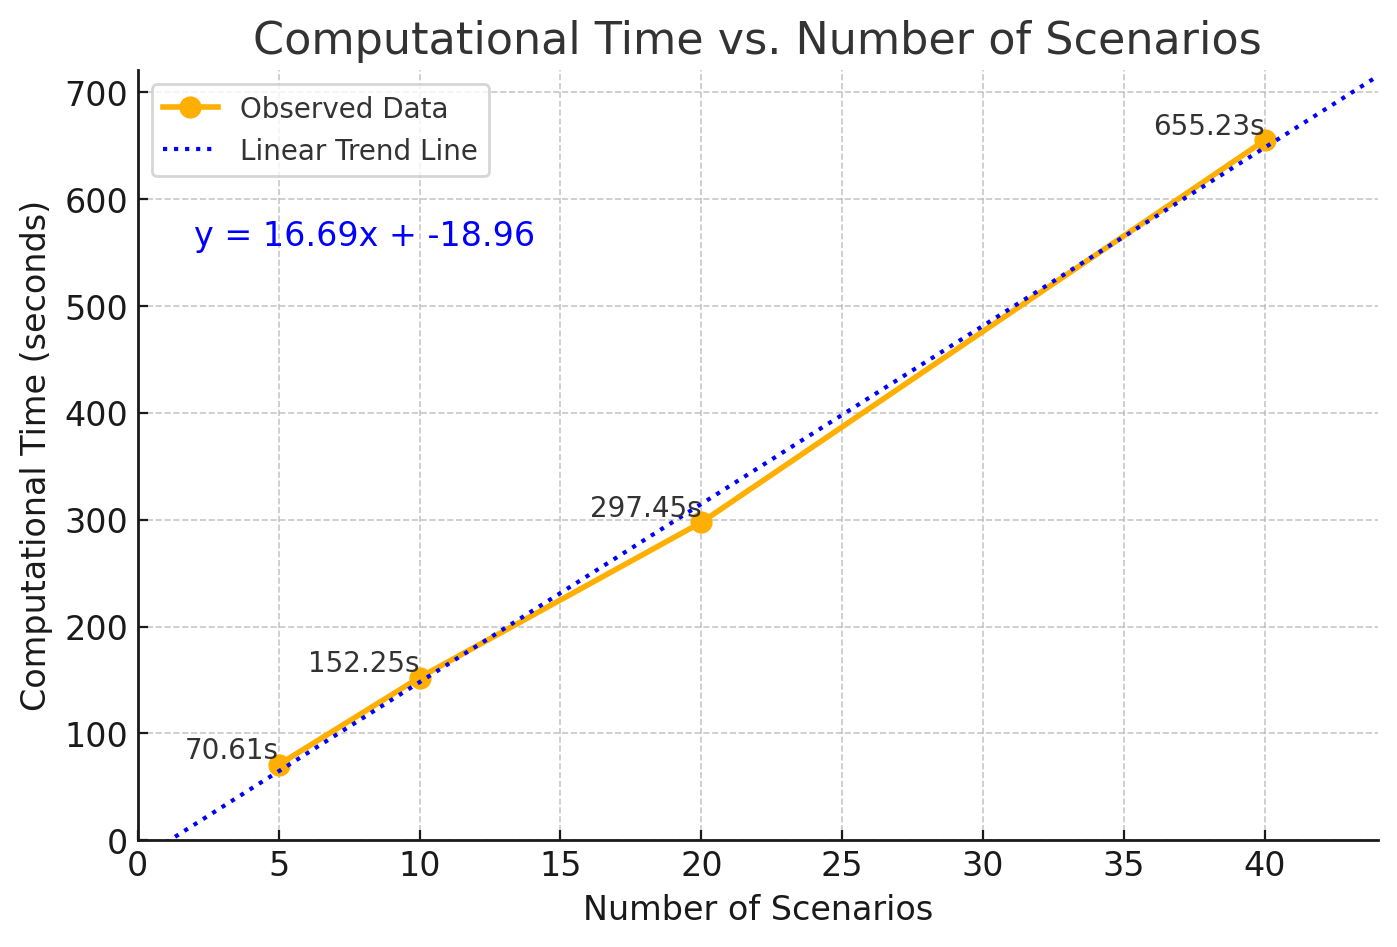 Computational Time vs. Number of Scenarios
Observed Data
Linear Trend Line
y = 16.69x + -18.96
Computational Time (seconds)
700
600
500
400
300
200
100
0
655.23s
297.45s
152.25s
70.61s
0 5 10 15 20 25 30 35 40
Number of Scenarios